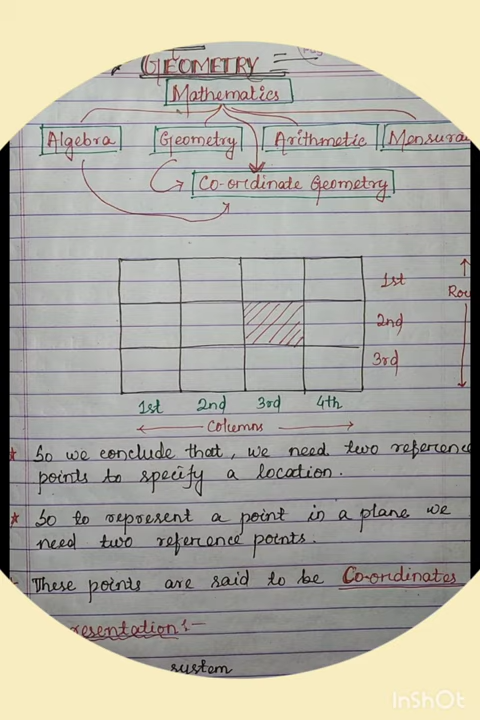 GEOMETRY
Mathematics
Algebra Geometry Arithmetic
Co-ordinate Geometry
1st
2nd
3rd
1st 2nd 3rd 4th
Columns
So we conclude that, we need two reference
points to specify a location.
So to represent a point in a plane we
need two reference points.
These points are said to be Co-ordinates
system
InShOt